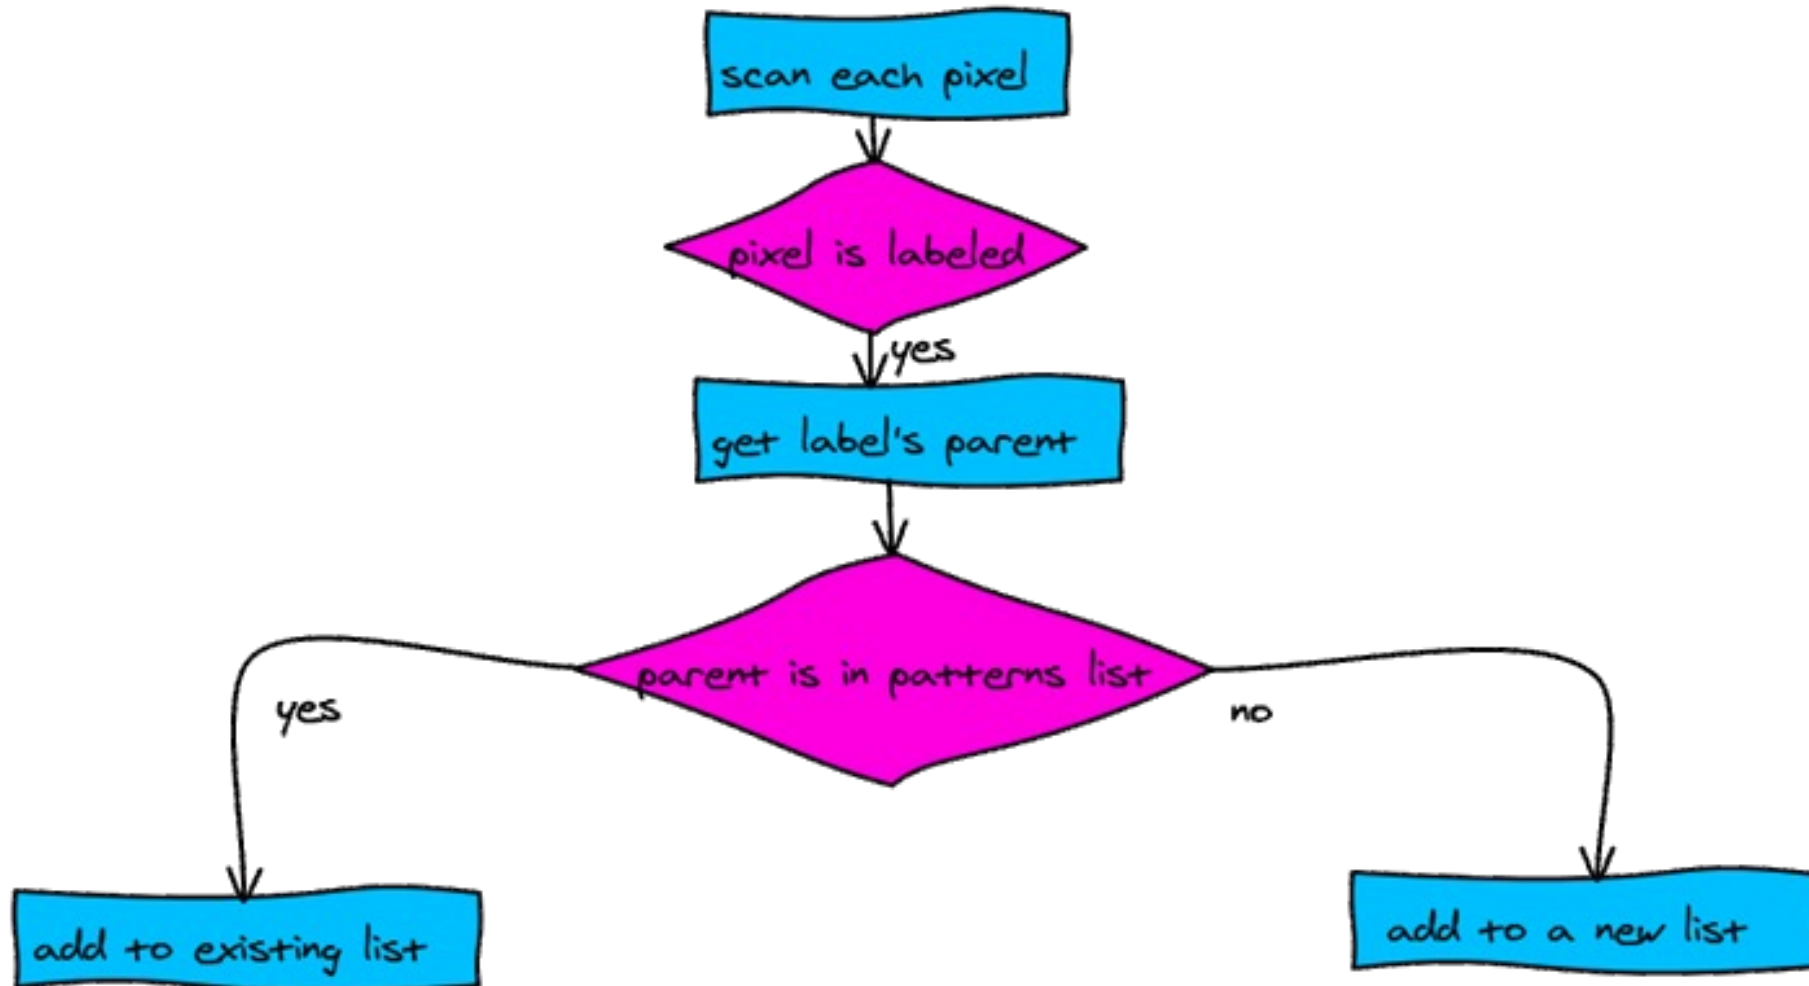 scan each pixel
pixel is labeled
yes
get label's parent
parent is in patterns list
yes
no
add to existing list
add to a new list